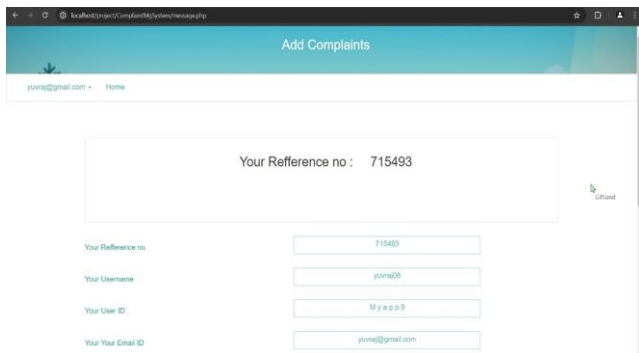 localhost/project/ComplaintMgSystem/message.php
Add Complaints
yuvraj@gmail.com Home
Your Refference no : 715493
Giffond
Your Refference no 715493
Your Username yuvraj08
Your User ID Myapp9
Your Your Email ID yuvraj@gmail.com